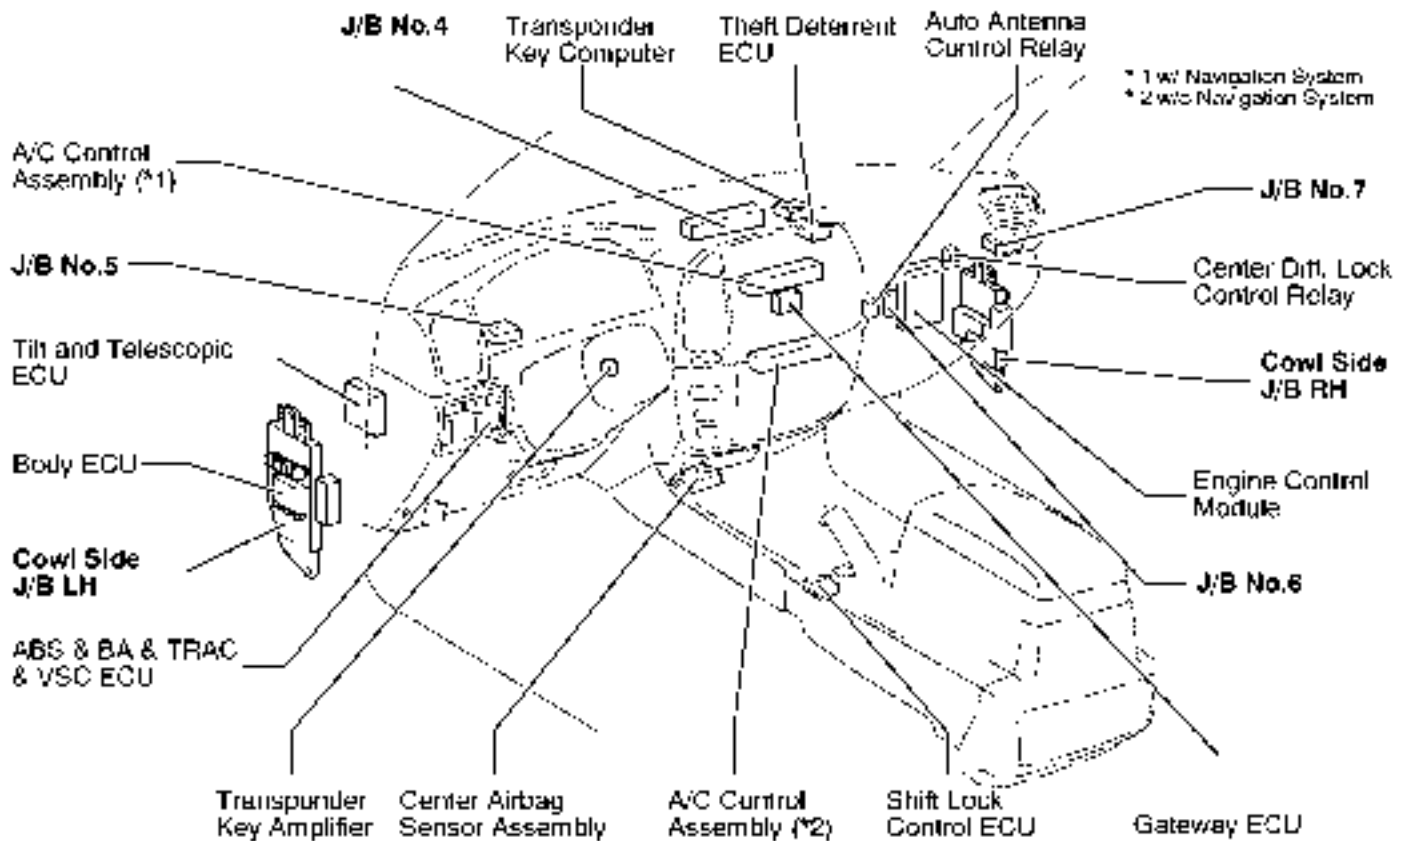 J/B No.4
Transponder
Key Computer
Theft Deterrent
ECU
Auto Antenna
Control Relay
* 1 w/ Navigation System
* 2 w/o Navigation System
A/C Control
Assembly (*1)
J/B No.7
J/B No.5
Center Diff. Lock
Control Relay
Tilt and Telescopic
ECU
Cowl Side
J/B RH
Body ECU
Engine Control
Module
Cowl Side
J/B LH
J/B No.6
ABS & BA & TRAC
& VSC ECU
Transponder
Key Amplifier
Center Airbag
Sensor Assembly
A/C Control
Assembly (*2)
Shift Lock
Control ECU
Gateway ECU